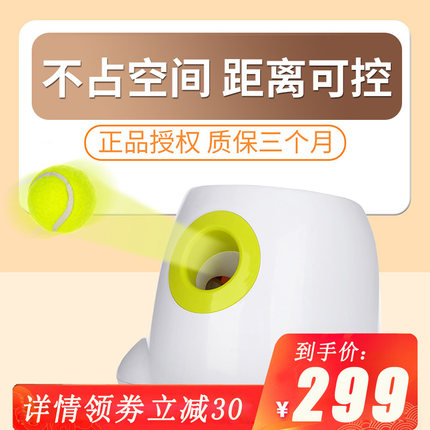 不占空间 距离可控
正品授权 质保三个月
到手价:
详情领券立减30
¥299